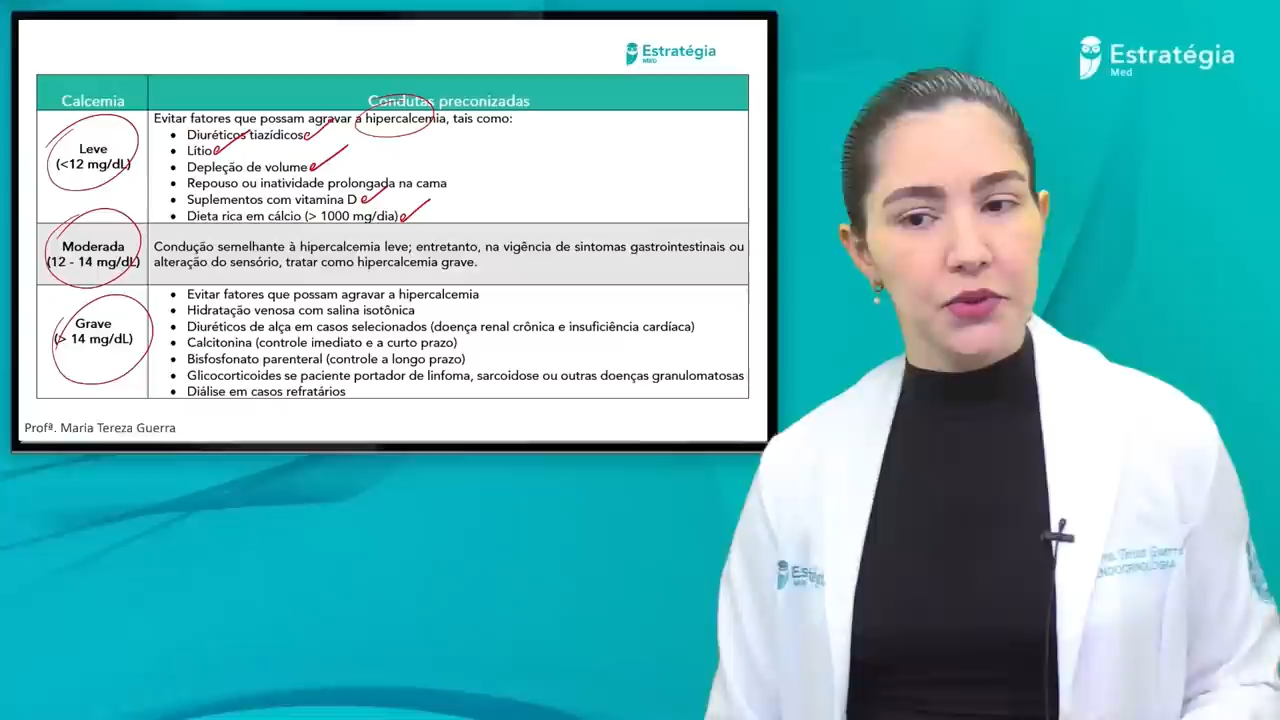 Estratégia
MED
Estratégia
Med
Calcemia
Condutas preconizadas
Leve
(<12 mg/dL)
Evitar fatores que possam agravar a hipercalcemia, tais como:
• Diuréticos tiazídicos
• Lítio
• Depleção de volume
• Repouso ou inatividade prolongada na cama
• Suplementos com vitamina D
• Dieta rica em cálcio (> 1000 mg/dia)
Moderada
(12 - 14 mg/dL)
Condução semelhante à hipercalcemia leve; entretanto, na vigência de sintomas gastrointestinais ou
alteração do sensório, tratar como hipercalcemia grave.
Grave
(> 14 mg/dL)
• Evitar fatores que possam agravar a hipercalcemia
• Hidratação venosa com salina isotônica
• Diuréticos de alça em casos selecionados (doença renal crônica e insuficiência cardíaca)
• Calcitonina (controle imediato e a curto prazo)
• Bisfosfonato parenteral (controle a longo prazo)
• Glicocorticoides se paciente portador de linfoma, sarcoidose ou outras doenças granulomatosas
• Diálise em casos refratários
Profª. Maria Tereza Guerra